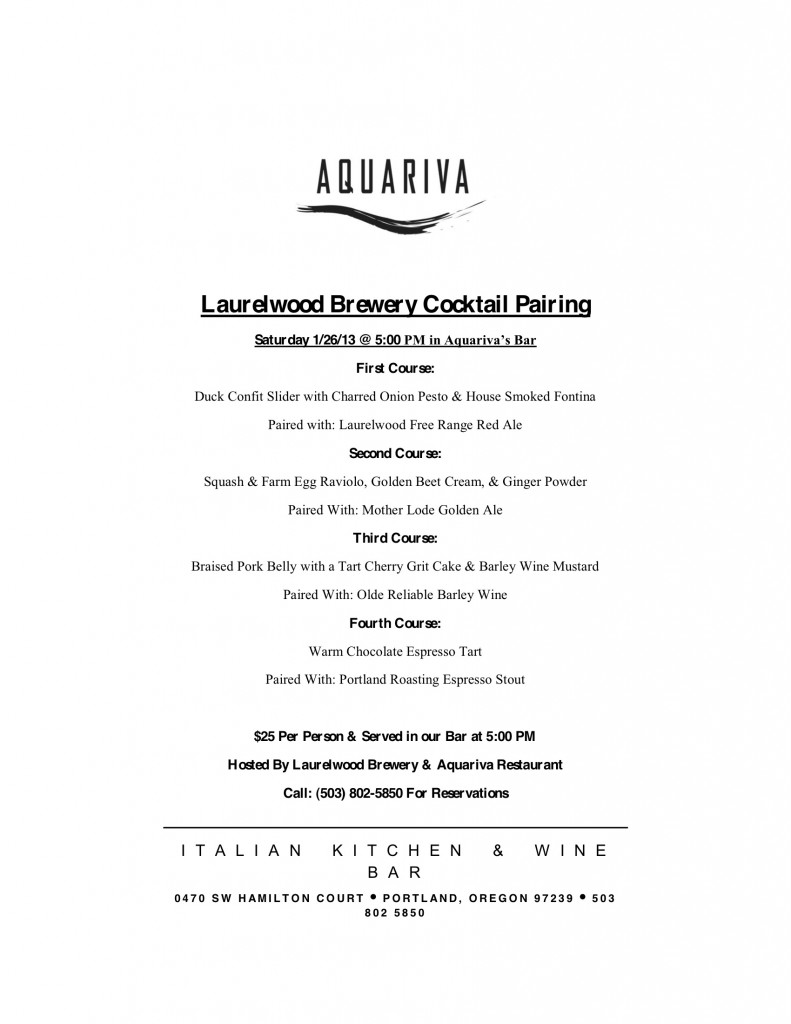 AQUARIVA
Laurelwood Brewery Cocktail Pairing
Saturday 1/26/13 @ 5:00 PM in Aquariva's Bar
First Course:
Duck Confit Slider with Charred Onion Pesto & House Smoked Fontina
Paired with: Laurelwood Free Range Red Ale
Second Course:
Squash & Farm Egg Raviolo, Golden Beet Cream, & Ginger Powder
Paired With: Mother Lode Golden Ale
Third Course:
Braised Pork Belly with a Tart Cherry Grit Cake & Barley Wine Mustard
Paired With: Olde Reliable Barley Wine
Fourth Course:
Warm Chocolate Espresso Tart
Paired With: Portland Roasting Espresso Stout
$25 Per Person & Served in our Bar at 5:00 PM
Hosted By Laurelwood Brewery & Aquariva Restaurant
Call: (503) 802-5850 For Reservations
ITALIAN KITCHEN & WINE
BAR
0470 SW HAMILTON COURT • PORTLAND, OREGON 97239 • 503
802 5850